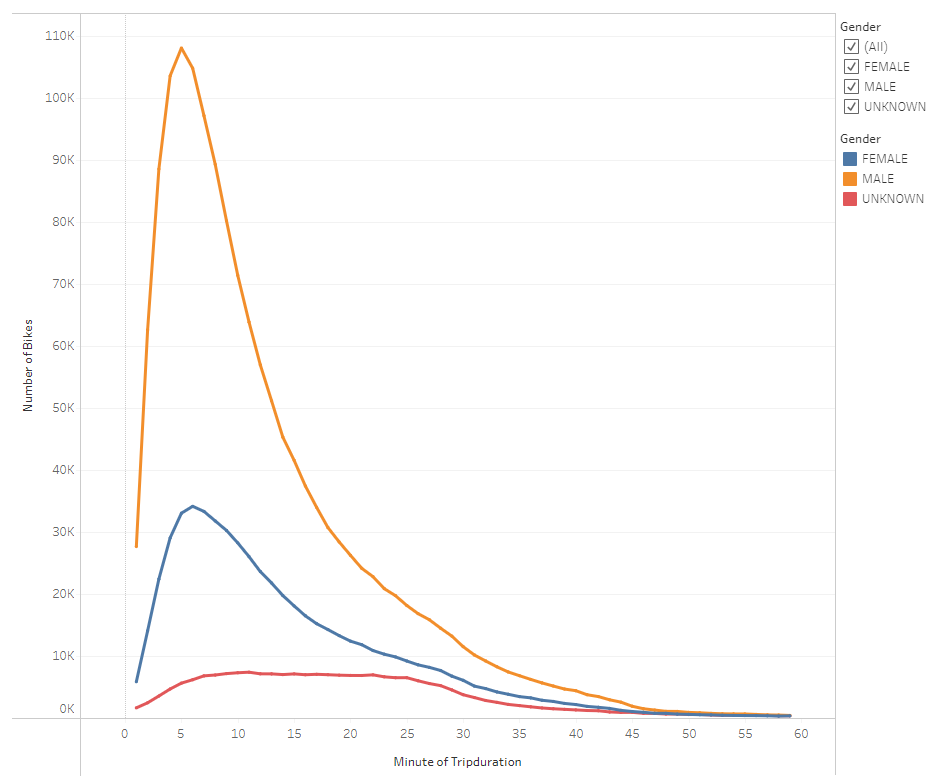 110K
100K
90K
80K
70K
60K
50K
40K
30K
20K
10K
0K
Number of Bikes
0 5 10 15 20 25 30 35 40 45 50 55 60
Minute of Tripduration
Gender
(All)
FEMALE
MALE
UNKNOWN
Gender
FEMALE
MALE
UNKNOWN